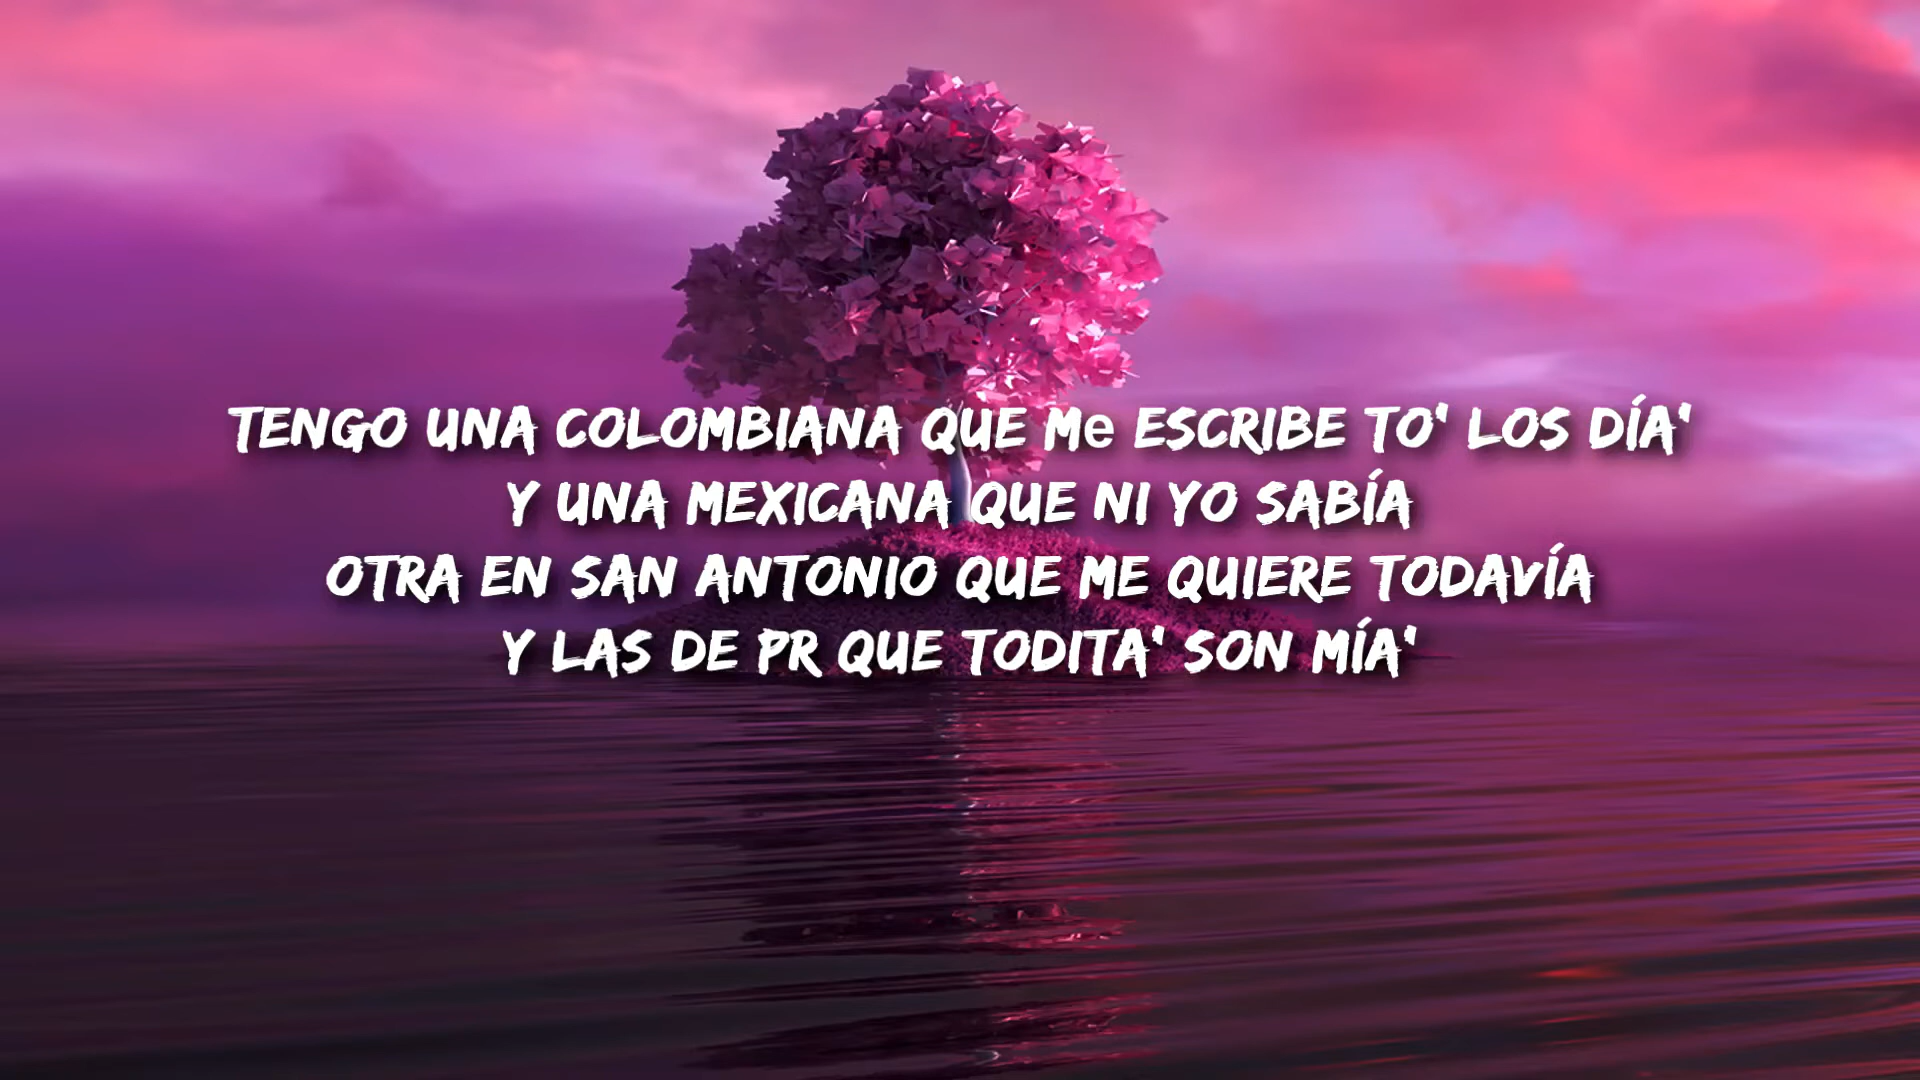 TENGO UNA COLOMBIANA QUE Me ESCRIBE TO' LOS DÍA'
Y UNA MEXICANA QUE NI YO SABÍA
OTRA EN SAN ANTONIO QUE ME QUIERE TODAVÍA
Y LAS DE PR QUE TODITA' SON MÍA'